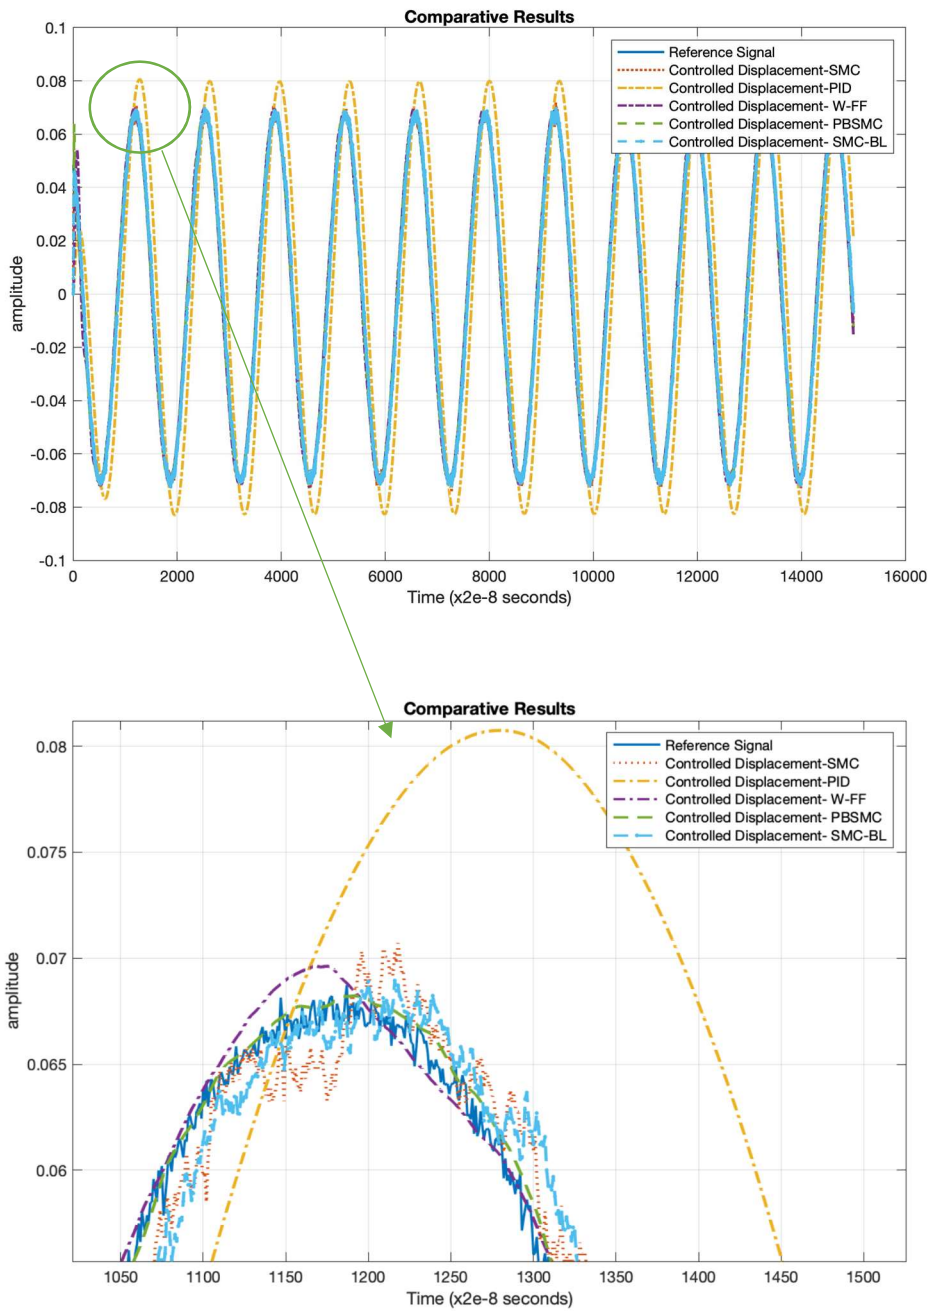 Comparative Results
0.1
0.08
0.06
0.04
0.02
0
-0.02
-0.04
-0.06
-0.08
-0.1
amplitude
Reference Signal
Controlled Displacement-SMC
Controlled Displacement-PID
Controlled Displacement- W-FF
Controlled Displacement- PBSMC
Controlled Displacement- SMC-BL
0 2000 4000 6000 8000 10000 12000 14000 16000
Time (x2e-8 seconds)
Comparative Results
0.08
0.075
0.07
0.065
0.06
amplitude
Reference Signal
Controlled Displacement-SMC
Controlled Displacement-PID
Controlled Displacement- W-FF
Controlled Displacement- PBSMC
Controlled Displacement- SMC-BL
1050 1100 1150 1200 1250 1300 1350 1400 1450 1500
Time (x2e-8 seconds)